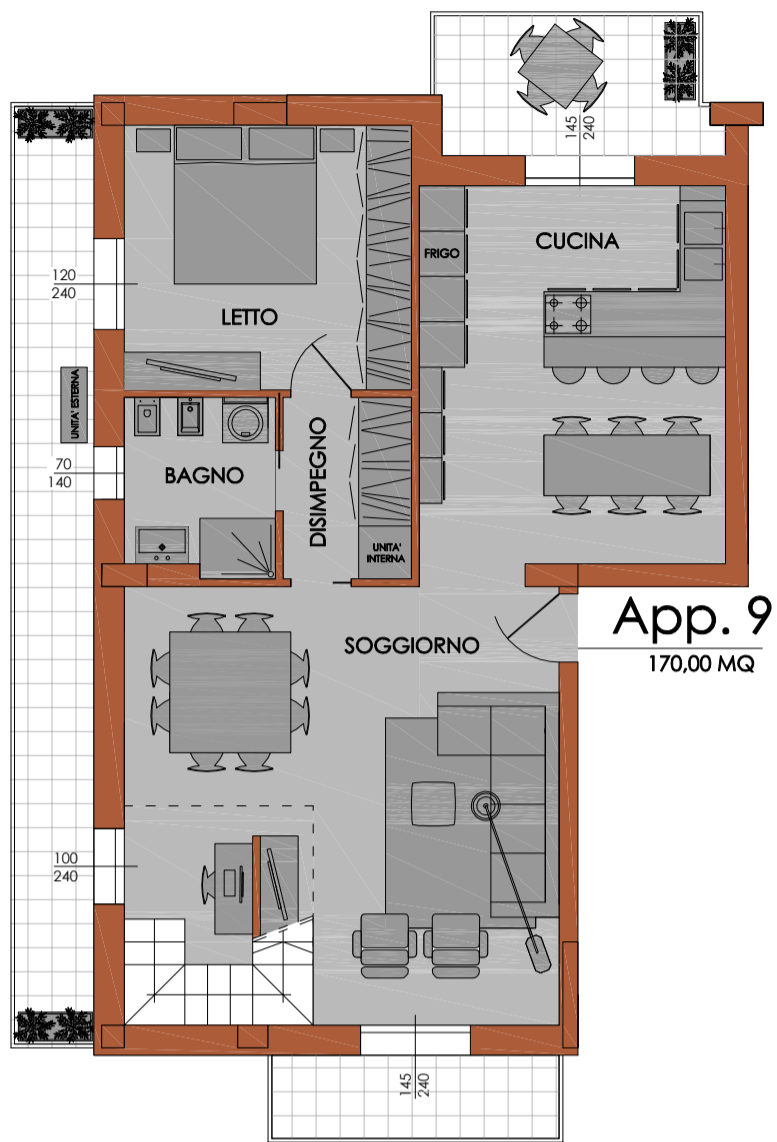 145
240
CUCINA
FRIGO
120
240
LETTO
UNITA' ESTERNA
DISIMPEGNO
70
140
BAGNO
UNITA'
INTERNA
App. 9
170,00 MQ
SOGGIORNO
100
240
145
240